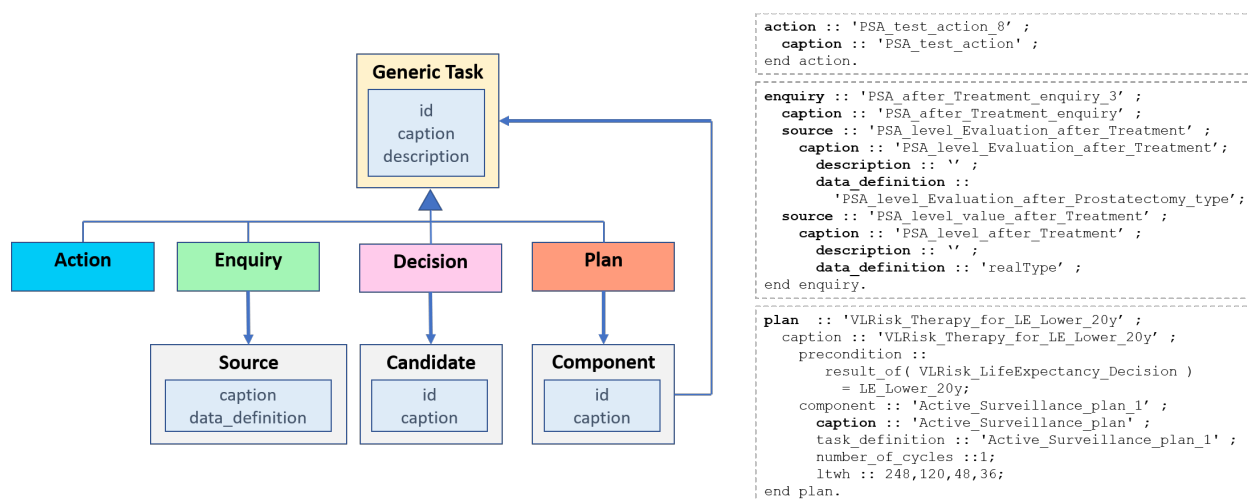 Generic Task
id
caption
description
Action
Enquiry
Decision
Plan
Source
caption
data_definition
Candidate
id
caption
Component
id
caption
action :: 'PSA_test_action_8’ ;
caption :: 'PSA_test_action' ;
end action.
enquiry :: 'PSA_after_Treatment_enquiry_3’ ;
caption :: 'PSA_after_Treatment_enquiry’ ;
source :: 'PSA_level_Evaluation_after_Treatment’ ;
caption :: 'PSA_level_Evaluation_after_Treatment’;
description :: ‘’ ;
data_definition ::
'PSA_level_Evaluation_after_Prostatectomy_type’;
source :: 'PSA_level_value_after_Treatment’ ;
caption :: 'PSA_level_after_Treatment’ ;
description :: ‘’ ;
data_definition :: 'realType’ ;
end enquiry.
plan :: 'VLRisk_Therapy_for_LE_Lower_20y’ ;
caption :: 'VLRisk_Therapy_for_LE_Lower_20y’ ;
precondition ::
result_of( VLRisk_LifeExpectancy_Decision )
= LE_Lower_20y;
component :: 'Active_Surveillance_plan_1’ ;
caption :: 'Active_Surveillance_plan’ ;
task_definition :: 'Active_Surveillance_plan_1’ ;
number_of_cycles ::1;
ltwh :: 248,120,48,36;
end plan.